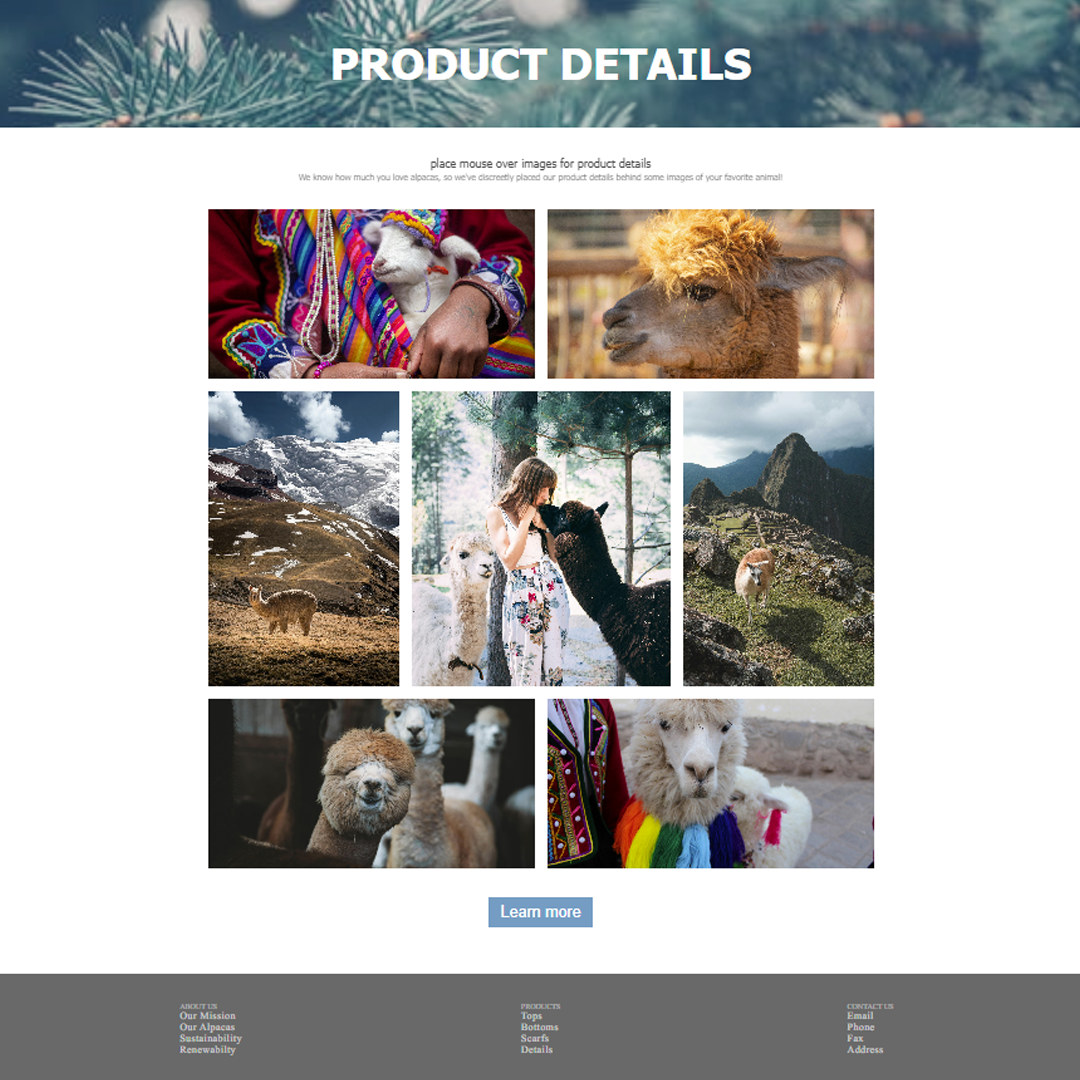 PRODUCT DETAILS
place mouse over images for product details
We know how much you love alpacas, so we've discreetly placed our product details behind some images of your favorite animal!
Learn more
ABOUT US
Our Mission
Our Alpacas
Sustainability
Renewabilty
PRODUCTS
Tops
Bottoms
Scarfs
Details
CONTACT US
Email
Phone
Fax
Address